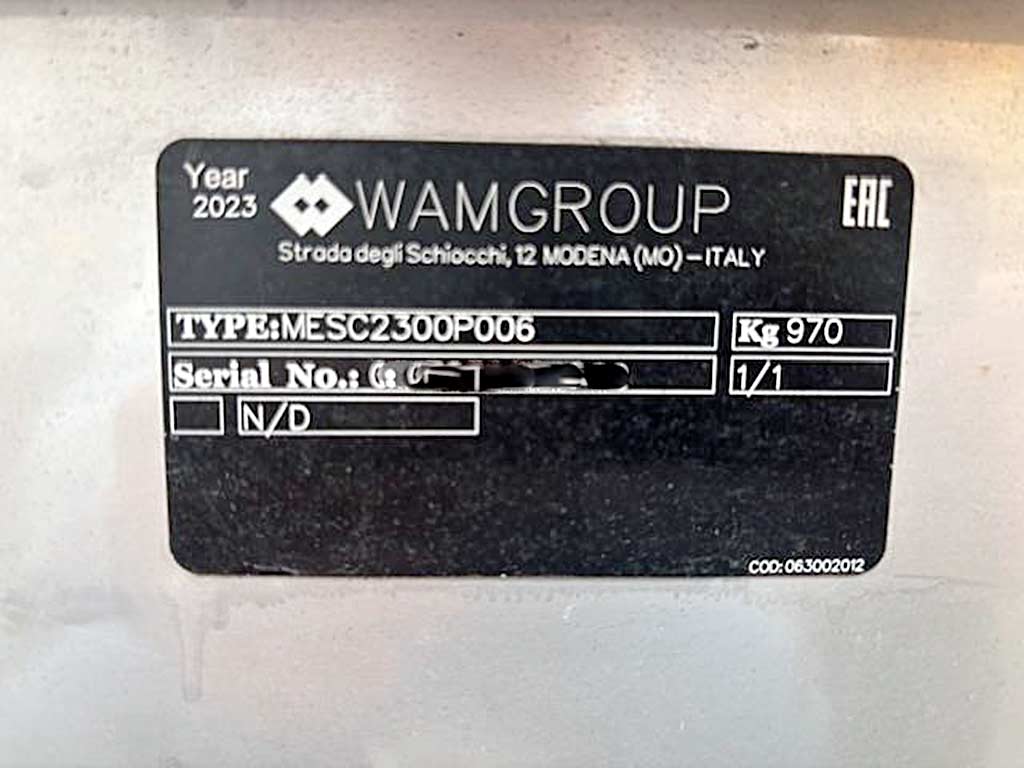 Year
2023
WAMGROUP
EAC
Strada degli Schiocchi, 12 MODENA (MO) – ITALY
TYPE: MESC2300P006
Kg 970
Serial No.:
1/1
N/D
COD: 063002012